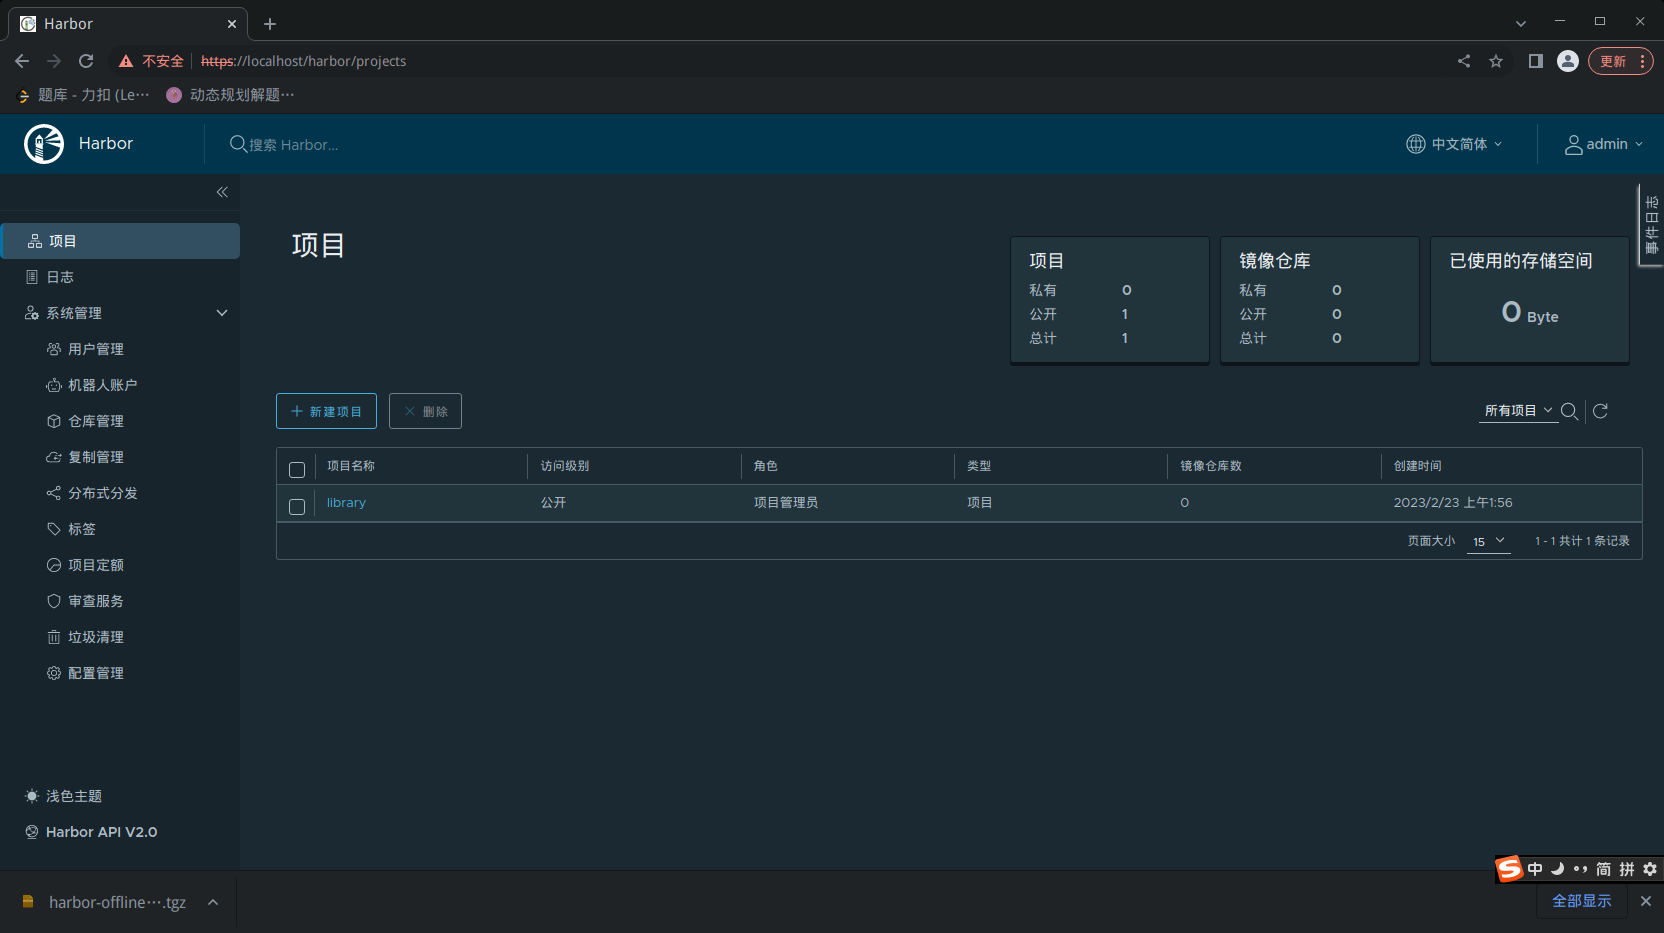 Harbor
不安全 https://localhost/harbor/projects
更新
题库 - 力扣 (Le…
动态规划解题…
Harbor
搜索 Harbor...
中文简体
admin
事件日志
项目
日志
系统管理
用户管理
机器人账户
仓库管理
复制管理
分布式分发
标签
项目定额
审查服务
垃圾清理
配置管理
浅色主题
Harbor API V2.0
项目
项目
私有 0
公开 1
总计 1
镜像仓库
私有 0
公开 0
总计 0
已使用的存储空间
0 Byte
新建项目
删除
所有项目
项目名称 访问级别 角色 类型 镜像仓库数 创建时间
library 公开 项目管理员 项目 0 2023/2/23 上午1:56
页面大小 15 1 - 1 共计 1 条记录
中 简 拼
harbor-offline….tgz
全部显示